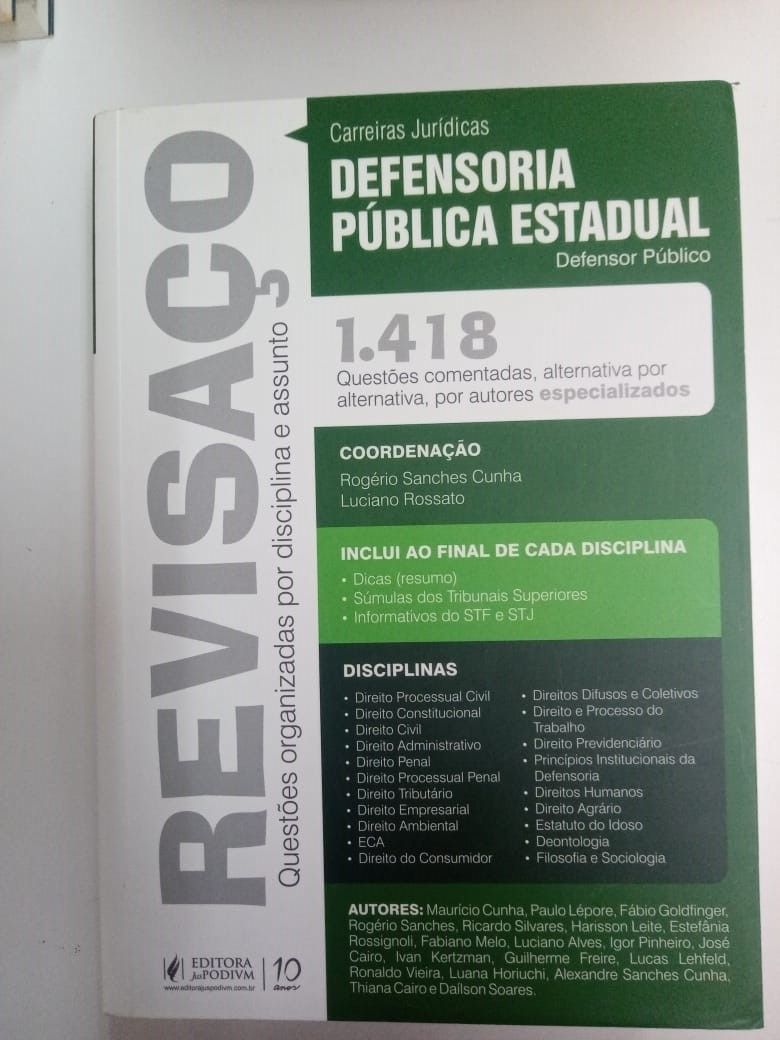 REVISAÇO
Questões organizadas por disciplina e assunto
Carreiras Jurídicas
DEFENSORIA
PÚBLICA ESTADUAL
Defensor Público
1.418
Questões comentadas, alternativa por
alternativa, por autores especializados
COORDENAÇÃO
Rogério Sanches Cunha
Luciano Rossato
INCLUI AO FINAL DE CADA DISCIPLINA
• Dicas (resumo)
• Súmulas dos Tribunais Superiores
• Informativos do STF e STJ
DISCIPLINAS
• Direito Processual Civil
• Direito Constitucional
• Direito Civil
• Direito Administrativo
• Direito Penal
• Direito Processual Penal
• Direito Tributário
• Direito Empresarial
• Direito Ambiental
• ECA
• Direito do Consumidor
• Direitos Difusos e Coletivos
• Direito e Processo do
Trabalho
• Direito Previdenciário
• Princípios Institucionais da
Defensoria
• Direitos Humanos
• Direito Agrário
• Estatuto do Idoso
• Deontologia
• Filosofia e Sociologia
AUTORES: Maurício Cunha, Paulo Lépore, Fábio Goldfinger,
Rogério Sanches, Ricardo Silvares, Harisson Leite, Estefânia
Rossignoli, Fabiano Melo, Luciano Alves, Igor Pinheiro, José
Cairo, Ivan Kertzman, Guilherme Freire, Lucas Lehfeld,
Ronaldo Vieira, Luana Horiuchi, Alexandre Sanches Cunha,
Thiana Cairo e Daílson Soares.
EDITORA
JusPODIVM
www.editorajuspodivm.com.br
10
anos